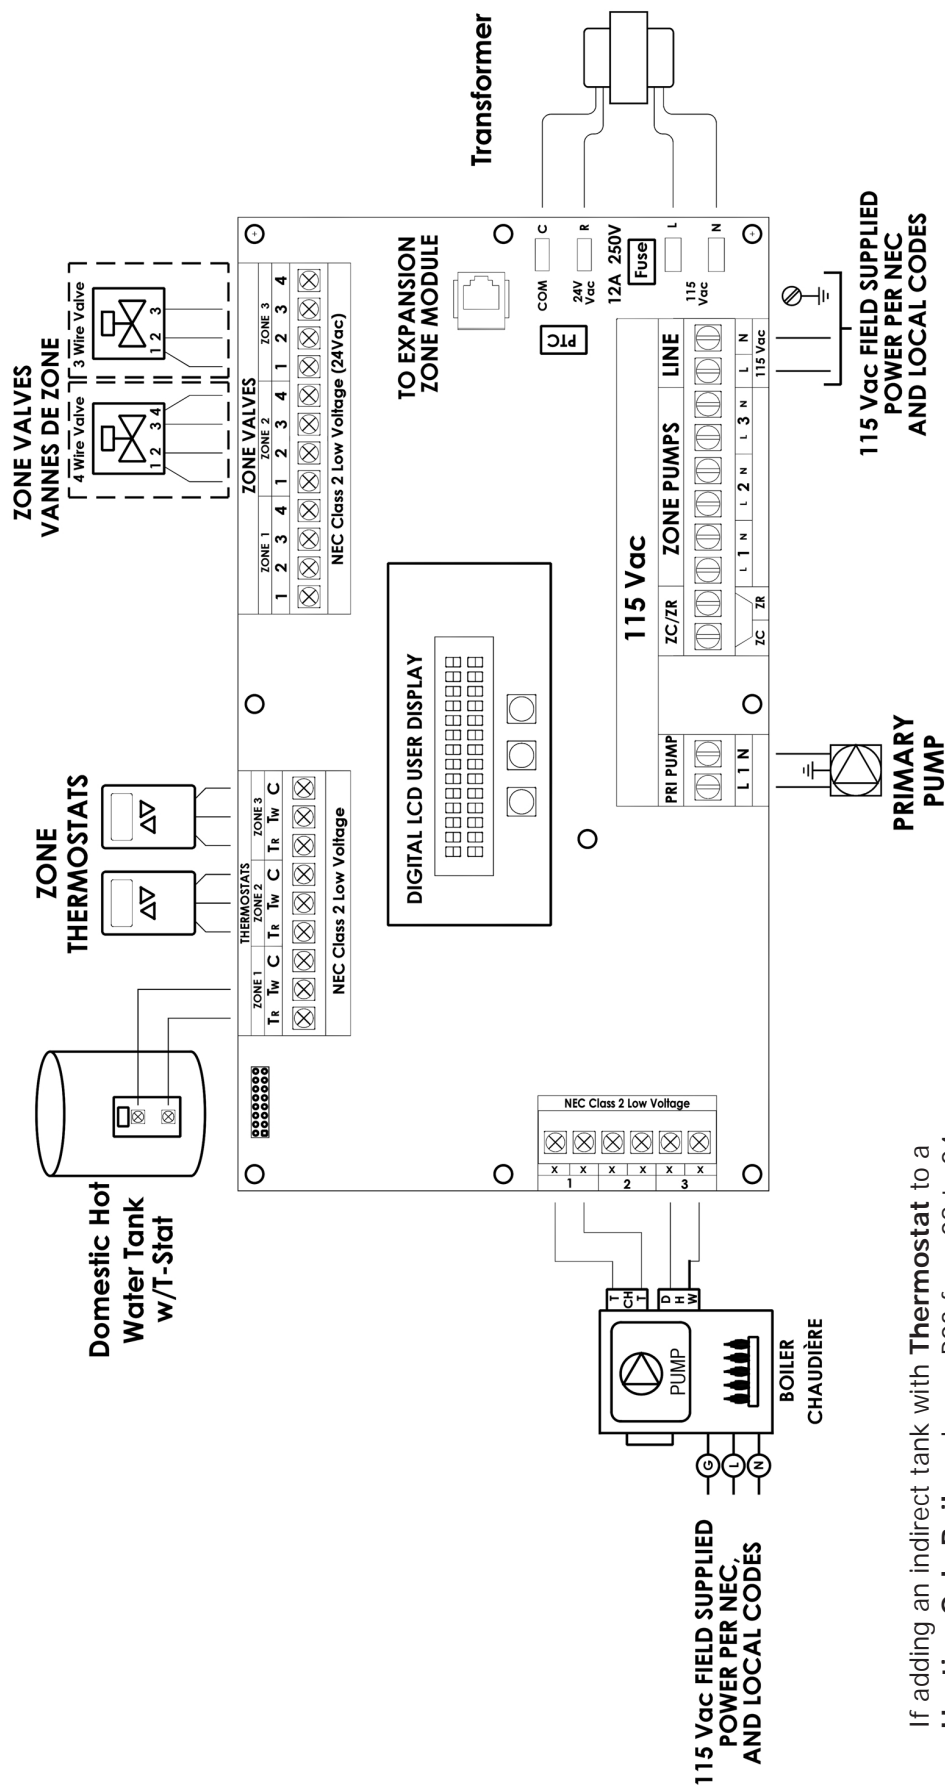 Transformer
ZONE VALVES
VANNES DE ZONE
4 Wire Valve
1 2 3 4
3 Wire Valve
1 2 3
ZONE
THERMOSTATS
Domestic Hot
Water Tank
w/T-Stat
THERMOSTATS
ZONE 1 ZONE 2 ZONE 3
TR TW C TR TW C TR TW C
NEC Class 2 Low Voltage
ZONE VALVES
ZONE 1 ZONE 2 ZONE 3
1 2 3 4 1 2 3 4 1 2 3 4
NEC Class 2 Low Voltage (24Vac)
TO EXPANSION
ZONE MODULE
PTC
COM C
24V
Vac
R
12A 250V
Fuse
L
115
Vac
N
DIGITAL LCD USER DISPLAY
NEC Class 2 Low Voltage
X X X X X X
1 2 3
115 Vac
PRI PUMP ZC/ZR ZONE PUMPS LINE
L 1 N
ZC ZR
L 1 N L 2 N L 3 N
L N
115 Vac
T
CH
T
D
H
W
PUMP
BOILER
CHAUDIÈRE
G
L
N
115 Vac FIELD SUPPLIED
POWER PER NEC,
AND LOCAL CODES
PRIMARY
PUMP
115 Vac FIELD SUPPLIED
POWER PER NEC
AND LOCAL CODES
If adding an indirect tank with Thermostat to a